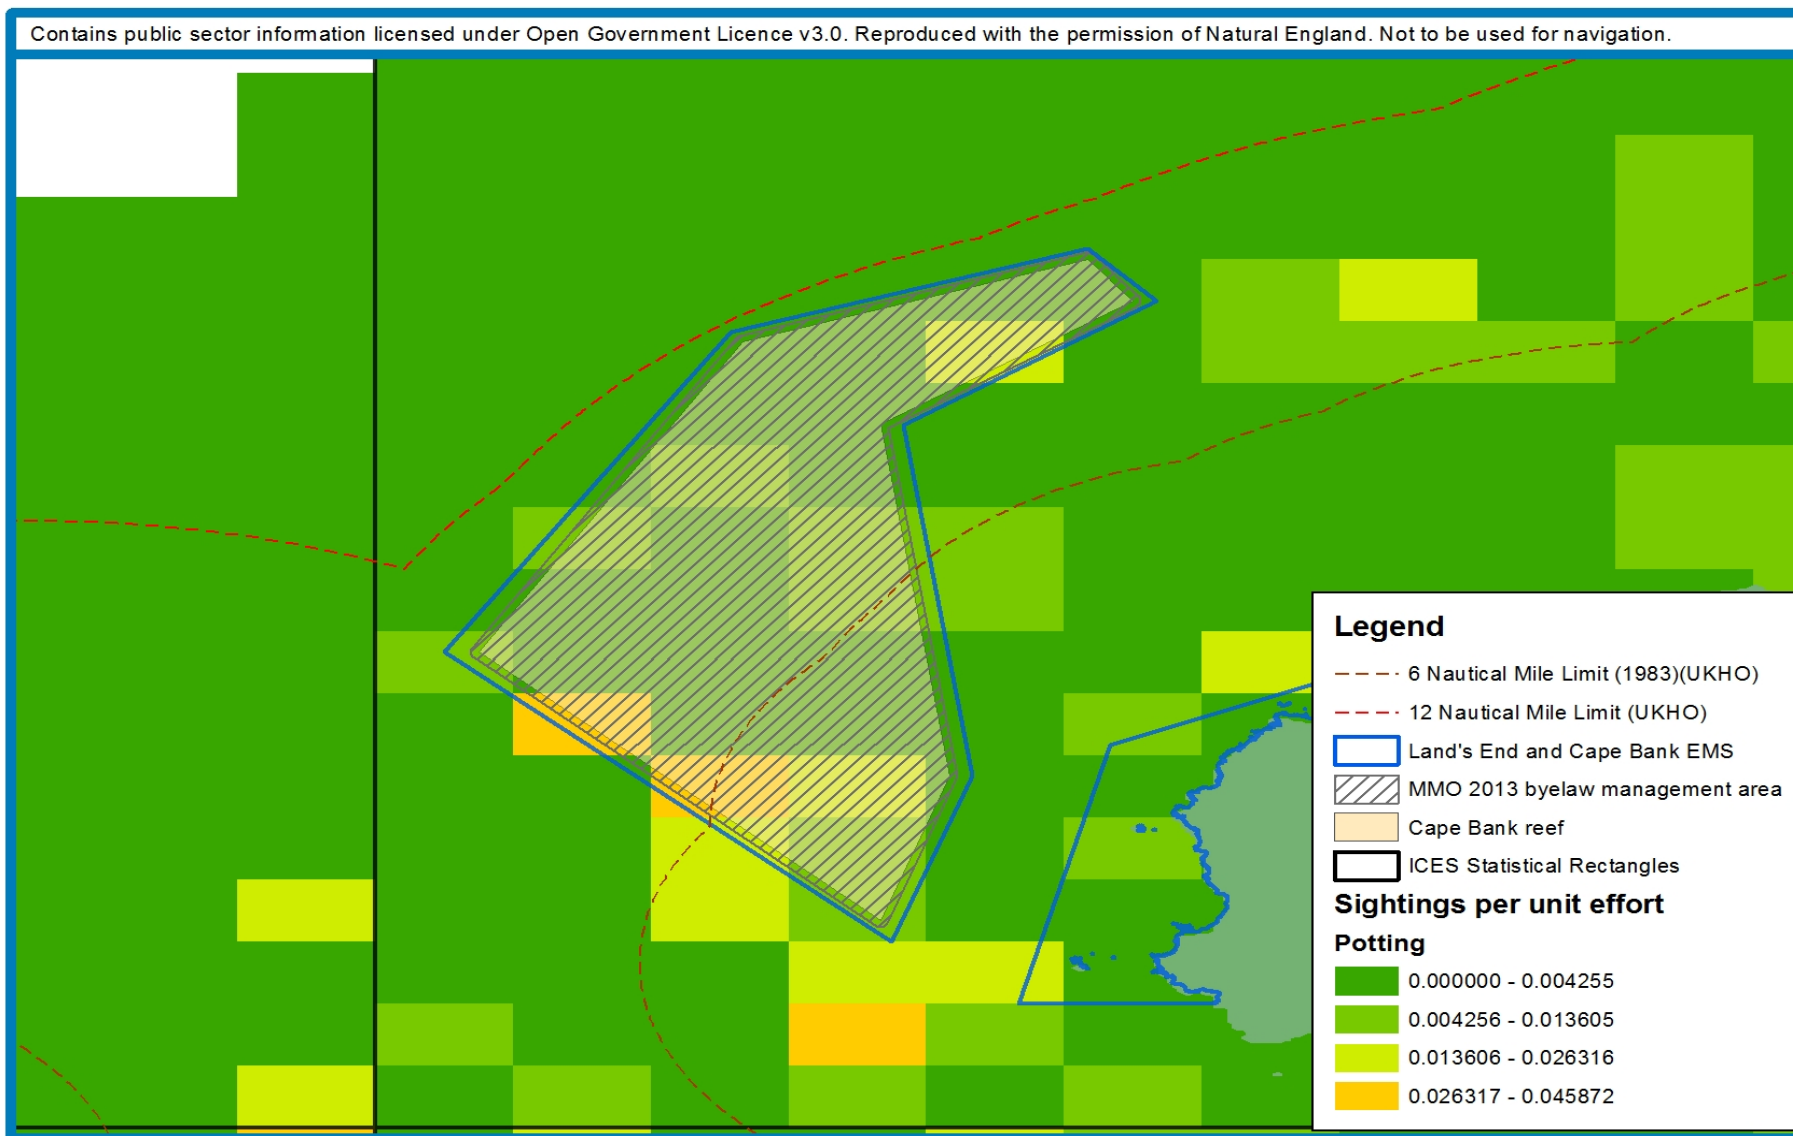 Contains public sector information licensed under Open Government Licence v3.0. Reproduced with the permission of Natural England. Not to be used for navigation.
Legend
6 Nautical Mile Limit (1983)(UKHO)
12 Nautical Mile Limit (UKHO)
Land's End and Cape Bank EMS
MMO 2013 byelaw management area
Cape Bank reef
ICES Statistical Rectangles
Sightings per unit effort
Potting
0.000000 - 0.004255
0.004256 - 0.013605
0.013606 - 0.026316
0.026317 - 0.045872